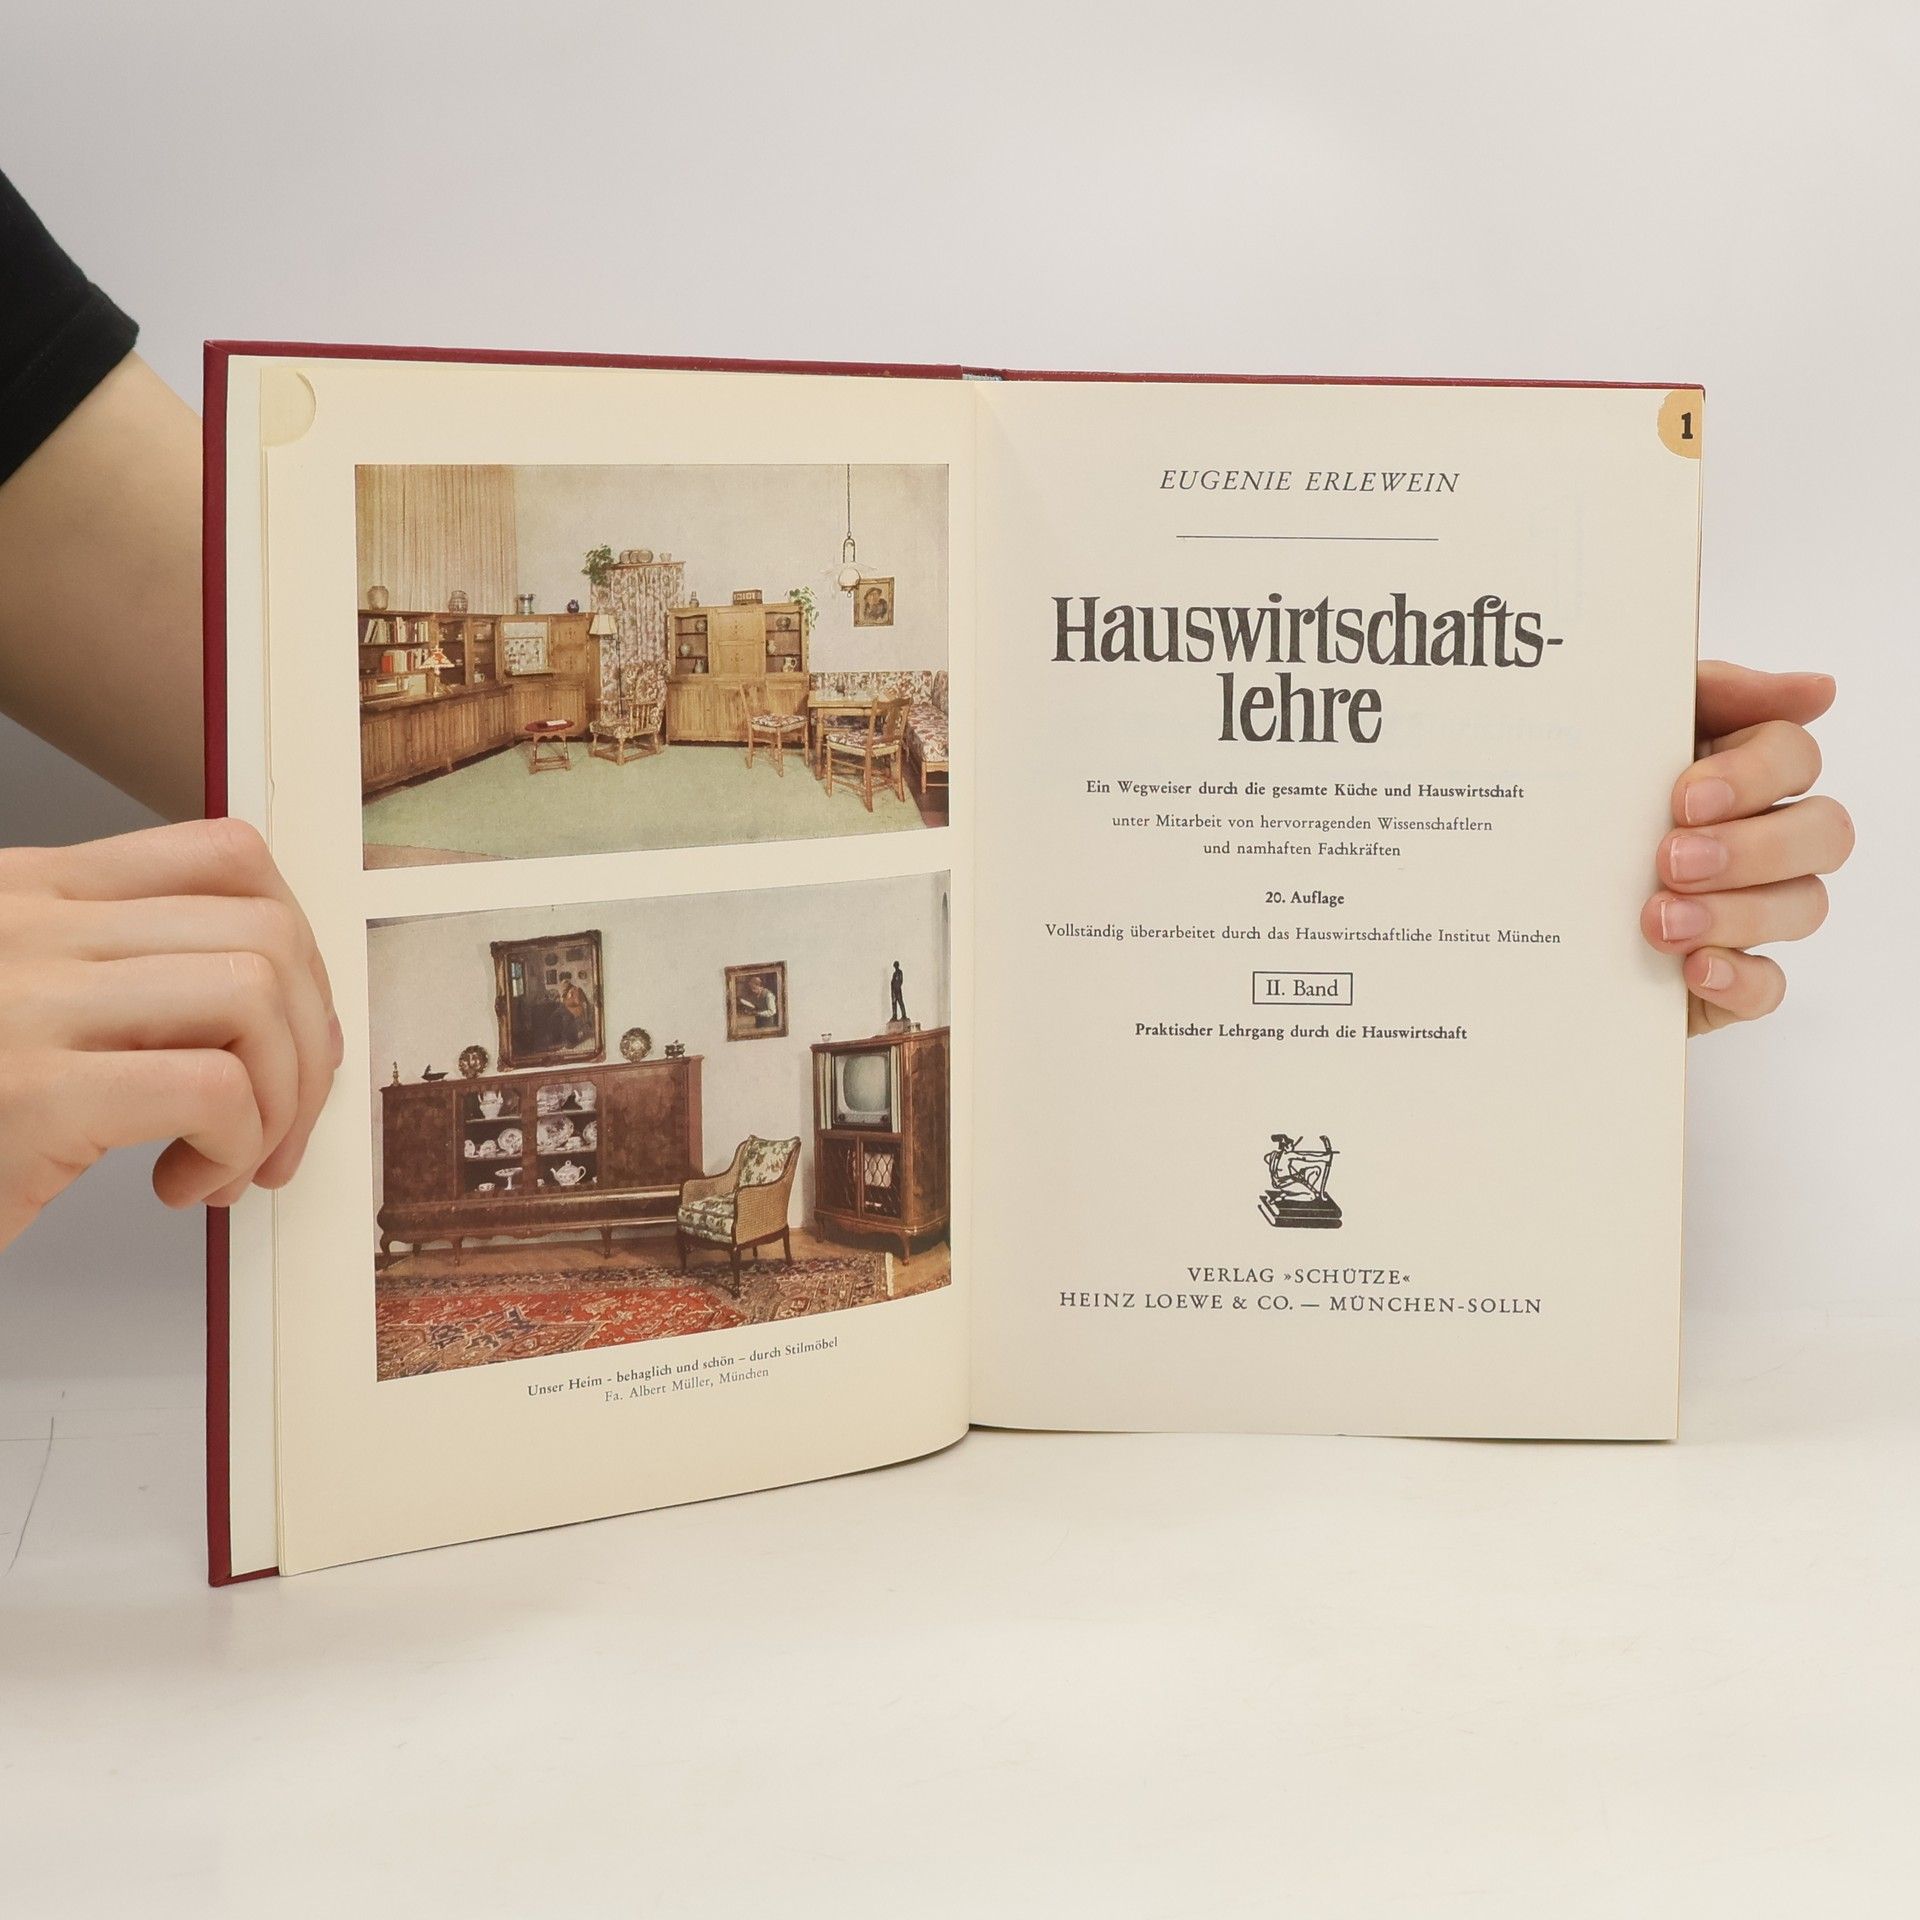 Unser Heim - behaglich und schön – durch Stilmöbel
Fa. Albert Müller, München
1
EUGENIE ERLEWEIN
Hauswirtschafts-
lehre
Ein Wegweiser durch die gesamte Küche und Hauswirtschaft
unter Mitarbeit von hervorragenden Wissenschaftlern
und namhaften Fachkräften
20. Auflage
Vollständig überarbeitet durch das Hauswirtschaftliche Institut München
II. Band
Praktischer Lehrgang durch die Hauswirtschaft
VERLAG »SCHÜTZE«
HEINZ LOEWE & CO. — MÜNCHEN-SOLLN